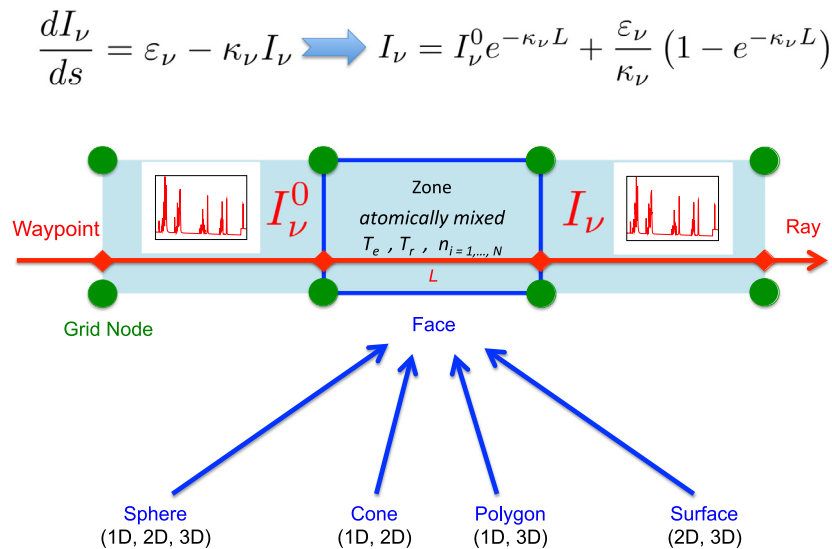 dI_ν/ds = ε_ν − κ_ν I_ν   I_ν = I_ν^0 e^{−κ_ν L} + ε_ν/κ_ν (1 − e^{−κ_ν L})
Zone
I_ν^0
atomically mixed
I_ν
Waypoint
T_e , T_r , n_{i = 1,..., N}
Ray
L
Grid Node
Face
Sphere
(1D, 2D, 3D)
Cone
(1D, 2D)
Polygon
(1D, 3D)
Surface
(2D, 3D)